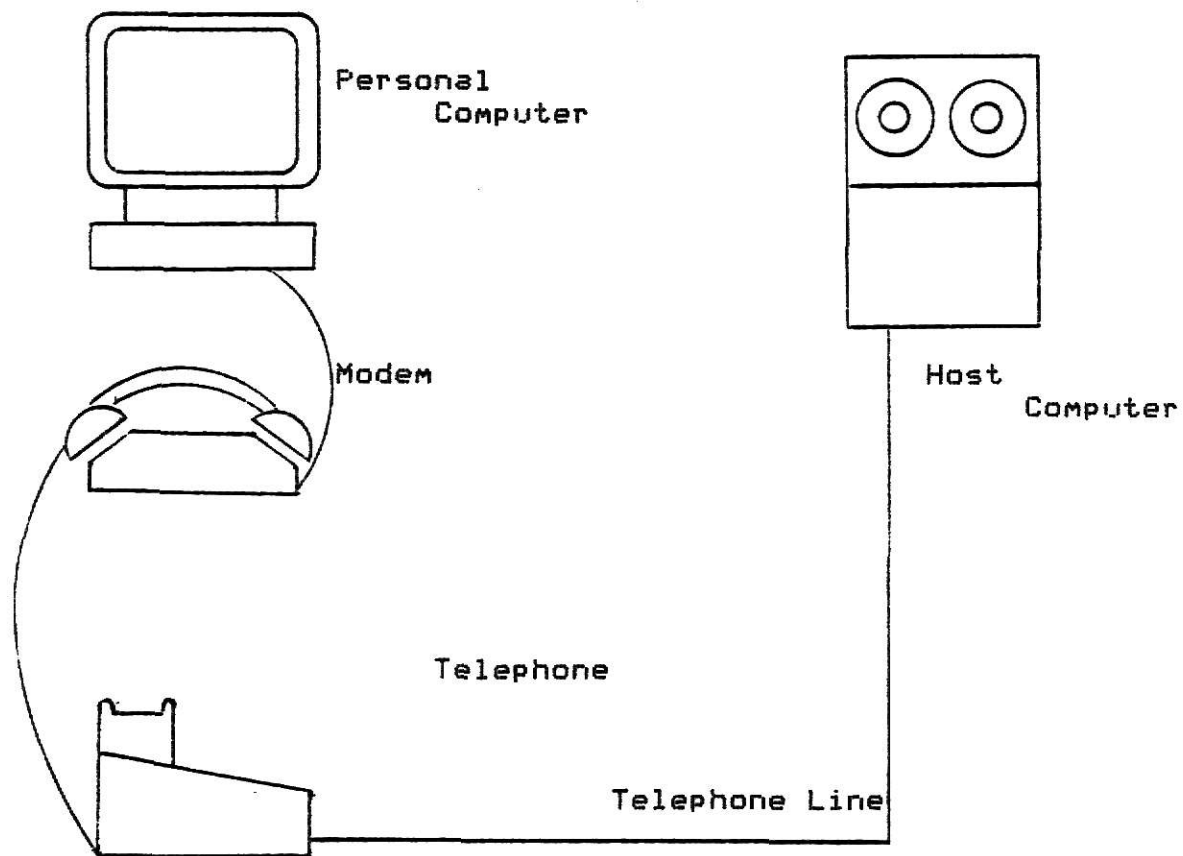 Personal
Computer
Modem
Host
Computer
Telephone
Telephone Line